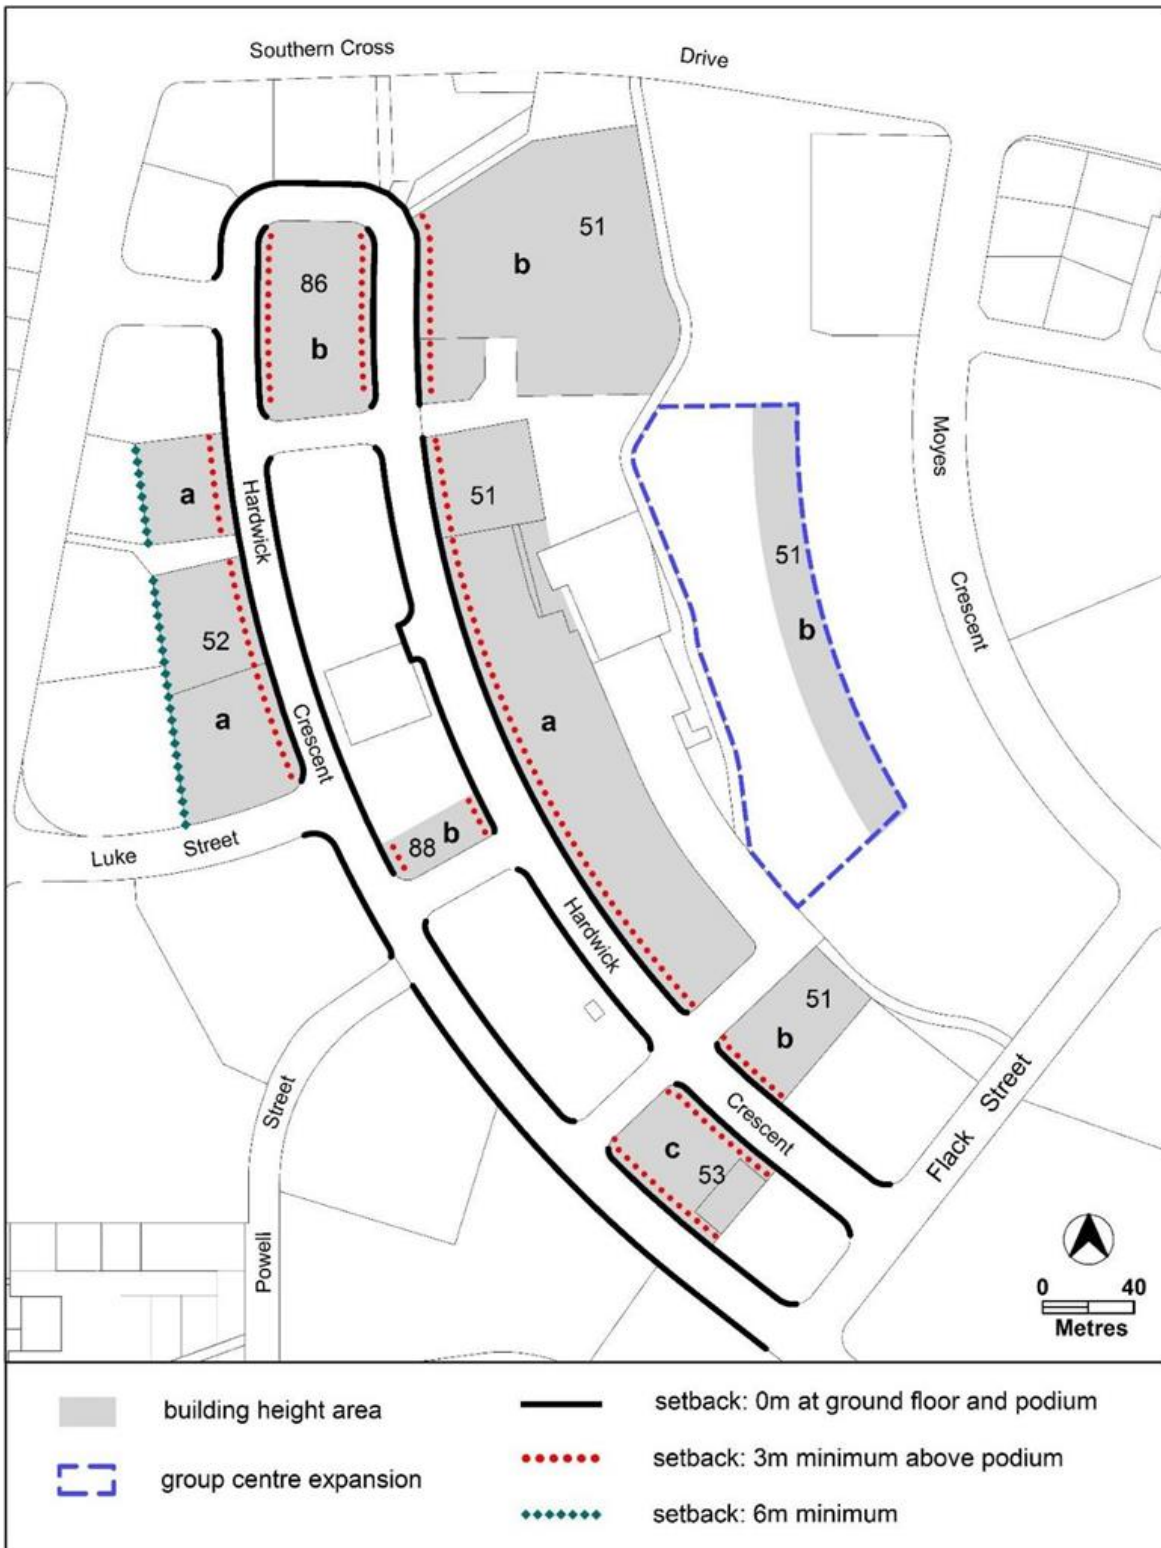 Southern Cross
Drive
51
b
86
b
Moyes
Crescent
a
Hardwick
Crescent
51
51
b
52
a
a
88
b
Luke
Street
Hardwick
Crescent
51
b
c
53
Street
Powell
Flack
Street
0 40
Metres
building height area
group centre expansion
setback: 0m at ground floor and podium
setback: 3m minimum above podium
setback: 6m minimum